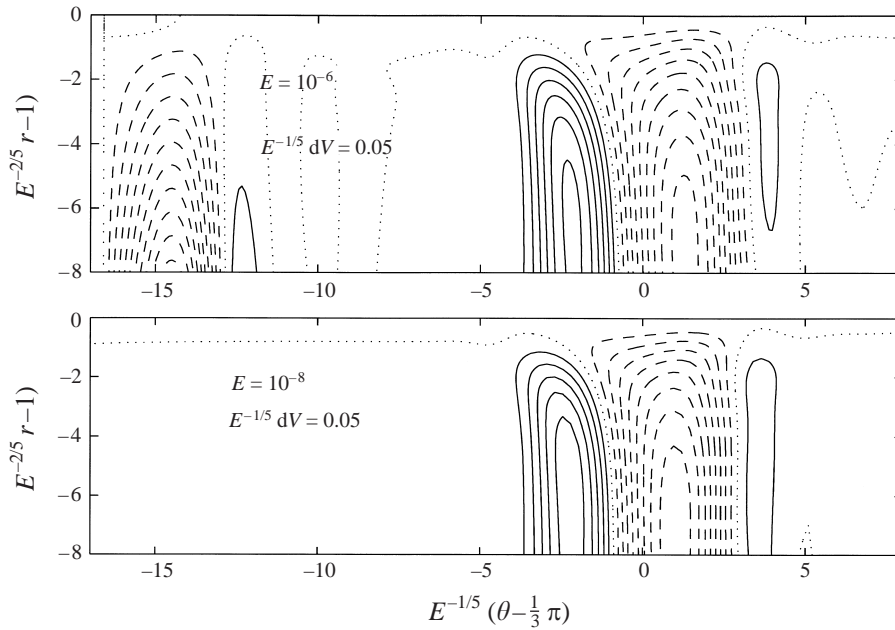 0
−2
−4
−6
−8
E^{−2/5} r−1)
E = 10^{−6}
E^{−1/5} dV = 0.05
−15 −10 −5 0 5
0
−2
−4
−6
−8
E^{−2/5} r−1)
E = 10^{−8}
E^{−1/5} dV = 0.05
−15 −10 −5 0 5
E^{−1/5} (θ−\frac{1}{3} π)